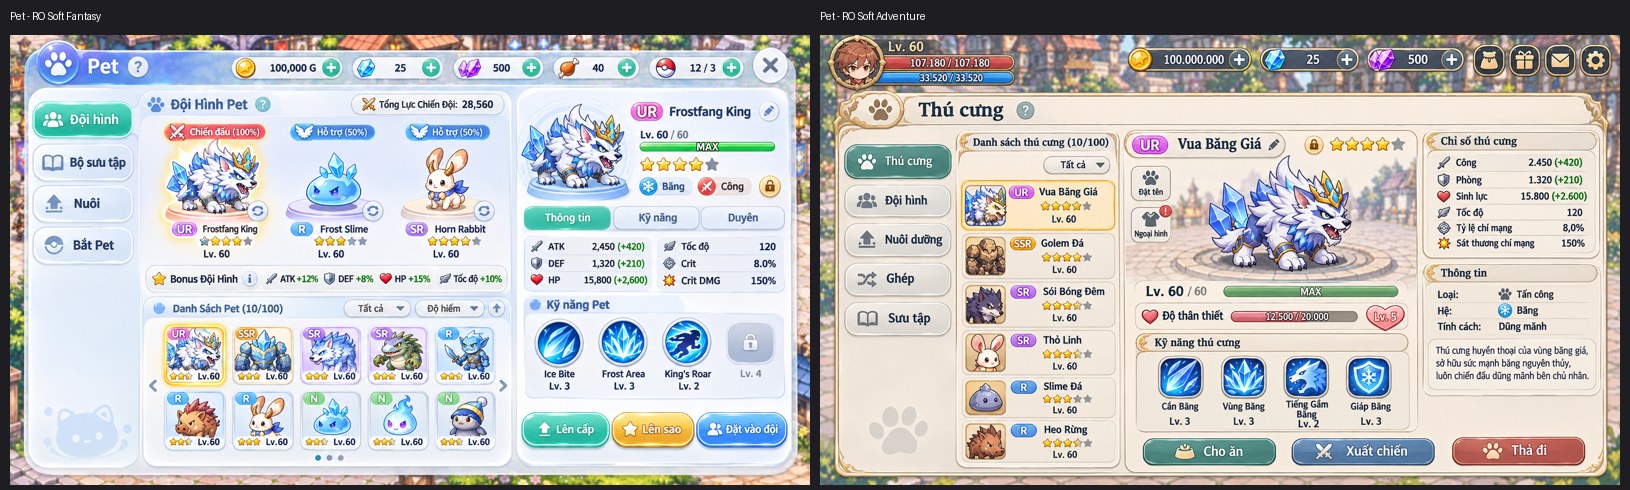 Pet - RO Soft Fantasy
Pet
?
100,000 G
25
500
40
12 / 3
Đội hình
Bộ sưu tập
Nuôi
Bắt Pet
Đội Hình Pet
?
Tổng Lực Chiến Đội: 28,560
Chiến đấu (100%)
Hỗ trợ (50%)
Hỗ trợ (50%)
UR Frostfang King
Lv. 60
R Frost Slime
Lv. 60
SR Horn Rabbit
Lv. 60
Bonus Đội Hình
ATK +12%
DEF +8%
HP +15%
Tốc độ +10%
Danh Sách Pet (10/100)
Tất cả
Độ hiếm
UR
Lv.60
SSR
Lv.60
SR
Lv.60
SR
Lv.60
R
Lv.60
R
Lv.60
R
Lv.60
N
Lv.60
N
Lv.60
N
Lv.60
UR Frostfang King
Lv. 60 / 60
MAX
Băng
Công
Thông tin
Kỹ năng
Duyên
ATK 2,450 (+420)
DEF 1,320 (+210)
HP 15,800 (+2,600)
Tốc độ 120
Crit 8.0%
Crit DMG 150%
Kỹ năng Pet
Ice Bite
Lv. 3
Frost Area
Lv. 3
King's Roar
Lv. 2
Lv. 4
Lên cấp
Lên sao
Đặt vào đội
Pet - RO Soft Adventure
Lv. 60
107.180 / 107.180
33.520 / 33.520
100.000.000
25
500
Thú cưng
?
Thú cưng
Đội hình
Nuôi dưỡng
Ghép
Sưu tập
Danh sách thú cưng (10/100)
Tất cả
UR Vua Băng Giá
Lv. 60
SSR Golem Đá
Lv. 60
SR Sói Bóng Đêm
Lv. 60
SR Thỏ Linh
Lv. 60
R Slime Đá
Lv. 60
R Heo Rừng
Lv. 60
UR Vua Băng Giá
Đặt tên
Ngoại hình
Lv. 60 / 60
MAX
Độ thân thiết
12.500 / 20.000
Lv. 5
Kỹ năng thú cưng
Cắn Băng
Lv. 3
Vùng Băng
Lv. 3
Tiếng Gầm
Băng
Lv. 2
Giáp Băng
Lv. 3
Chỉ số thú cưng
Công 2.450 (+420)
Phòng 1.320 (+210)
Sinh lực 15.800 (+2.600)
Tốc độ 120
Tỷ lệ chí mạng 8,0%
Sát thương chí mạng 150%
Thông tin
Loại: Tấn công
Hệ: Băng
Tính cách: Dũng mãnh
Thú cưng huyền thoại của vùng băng giá,
sở hữu sức mạnh băng nguyên thủy,
luôn chiến đấu dũng mãnh bên chủ nhân.
Cho ăn
Xuất chiến
Thả đi